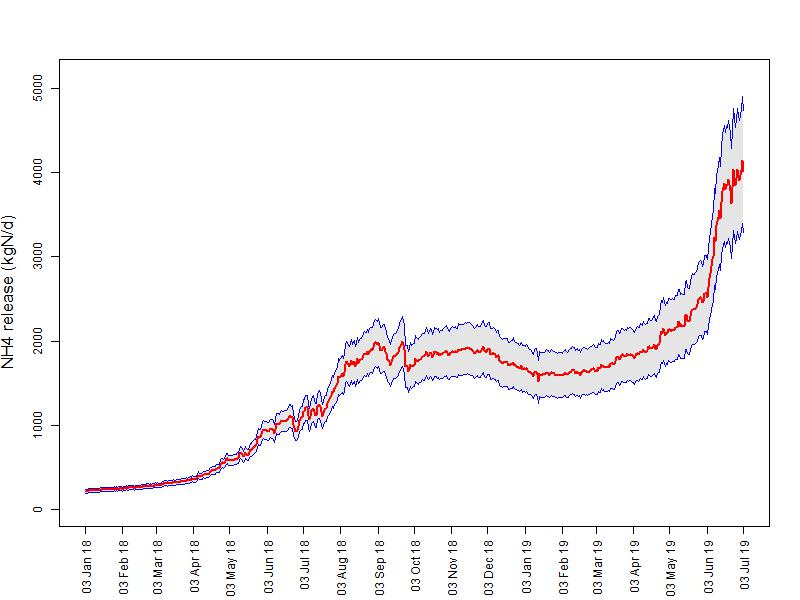 NH4 release (kgN/d)
5000
4000
3000
2000
1000
0
03 Jan 18
03 Feb 18
03 Mar 18
03 Apr 18
03 May 18
03 Jun 18
03 Jul 18
03 Aug 18
03 Sep 18
03 Oct 18
03 Nov 18
03 Dec 18
03 Jan 19
03 Feb 19
03 Mar 19
03 Apr 19
03 May 19
03 Jun 19
03 Jul 19